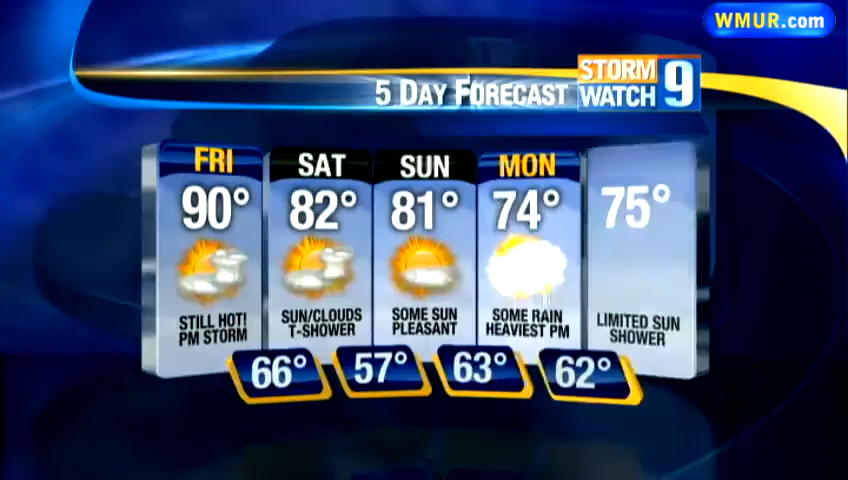 WMUR.com
STORM
5 DAY FORECAST WATCH 9
FRI SAT SUN MON
90° 82° 81° 74° 75°
STILL HOT! SUN/CLOUDS SOME SUN SOME RAIN LIMITED SUN
PM STORM T-SHOWER PLEASANT HEAVIEST PM SHOWER
66° 57° 63° 62°